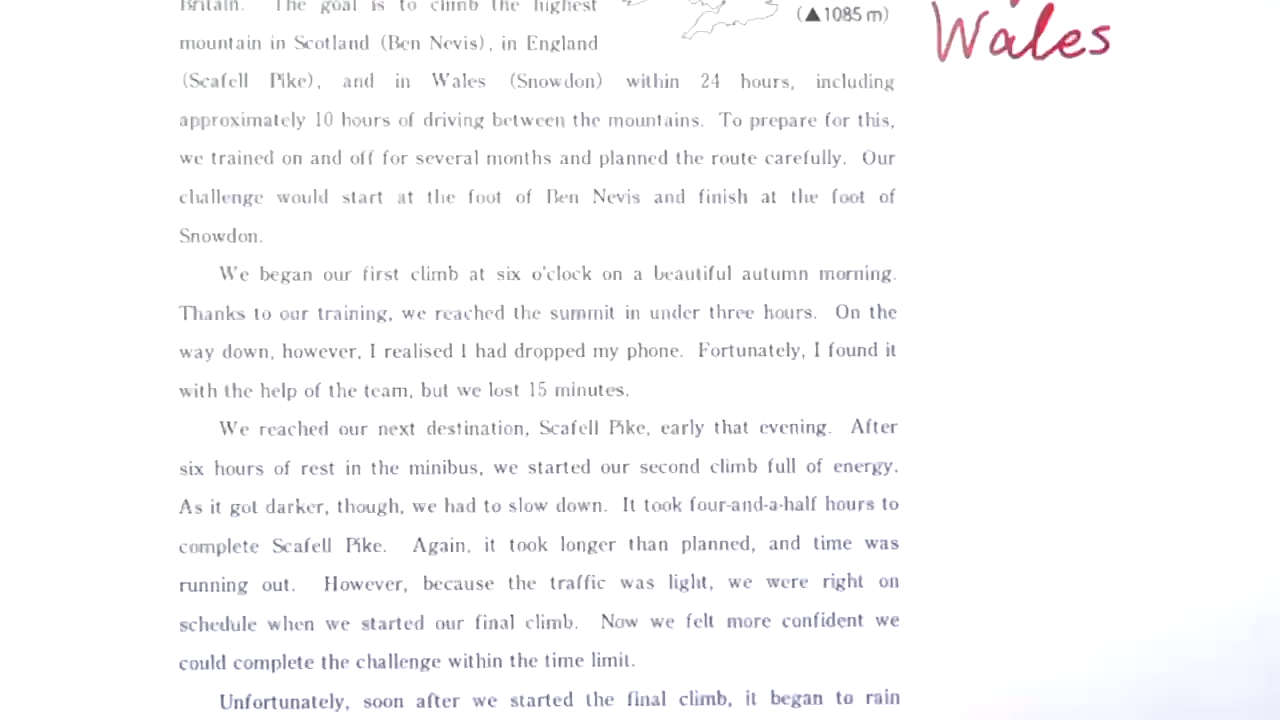 Britain. The goal is to climb the highest
(▲1085 m)
Wales
mountain in Scotland (Ben Nevis), in England
(Scafell Pike), and in Wales (Snowdon) within 24 hours, including
approximately 10 hours of driving between the mountains. To prepare for this,
we trained on and off for several months and planned the route carefully. Our
challenge would start at the foot of Ben Nevis and finish at the foot of
Snowdon.
We began our first climb at six o'clock on a beautiful autumn morning.
Thanks to our training, we reached the summit in under three hours. On the
way down, however, I realised I had dropped my phone. Fortunately, I found it
with the help of the team, but we lost 15 minutes.
We reached our next destination, Scafell Pike, early that evening. After
six hours of rest in the minibus, we started our second climb full of energy.
As it got darker, though, we had to slow down. It took four-and-a-half hours to
complete Scafell Pike. Again, it took longer than planned, and time was
running out. However, because the traffic was light, we were right on
schedule when we started our final climb. Now we felt more confident we
could complete the challenge within the time limit.
Unfortunately, soon after we started the final climb, it began to rain